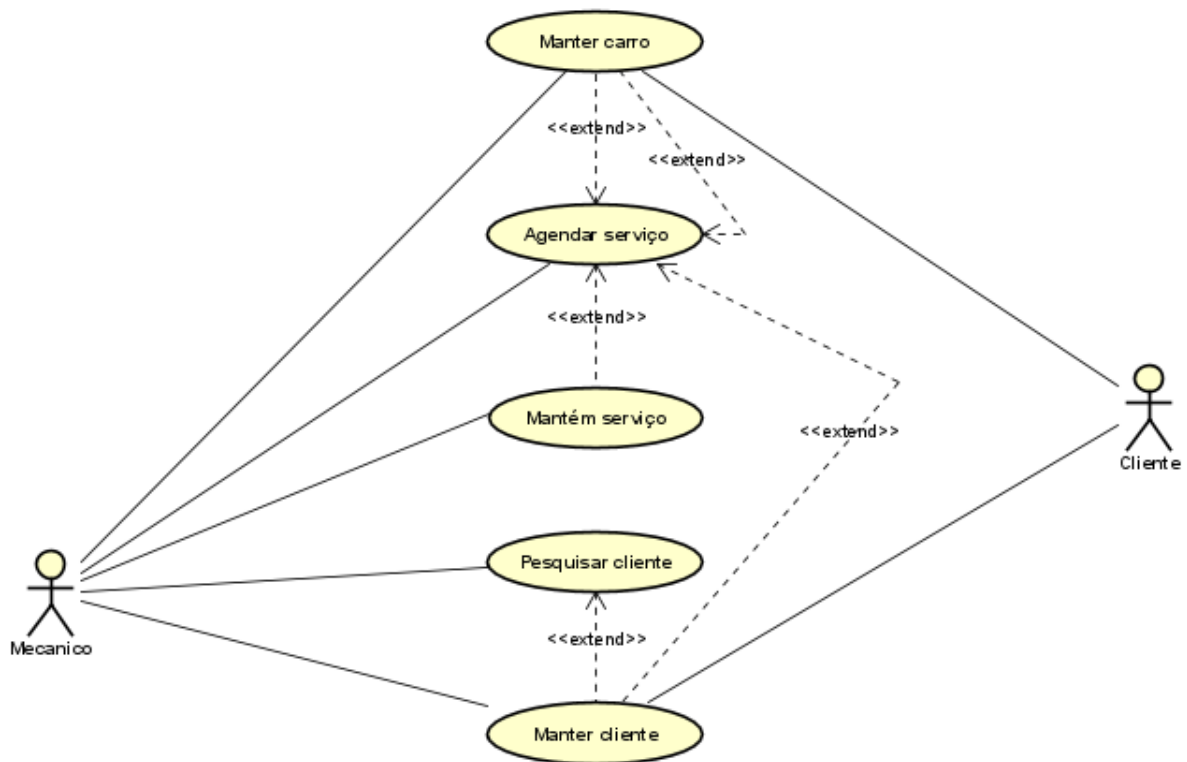 Manter carro
<<extend>>
<<extend>>
Agendar serviço
<<extend>>
Mantém serviço
<<extend>>
Cliente
Pesquisar cliente
<<extend>>
Mecanico
Manter cliente